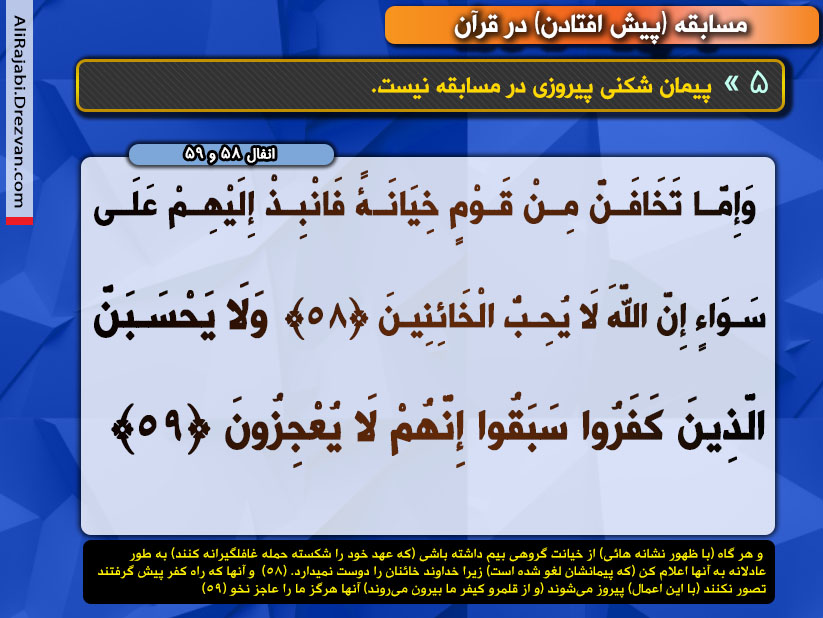 مسابقه (پیش افتادن) در قرآن
۵ » پیمان شکنی پیروزی در مسابقه نیست.
انفال ۵۸ و ۵۹
وَإِمَّا تَخَافَنَّ مِنْ قَوْمٍ خِيَانَةً فَانْبِذْ إِلَيْهِمْ عَلَى
سَوَاءٍ إِنَّ اللَّهَ لَا يُحِبُّ الْخَائِنِينَ ﴿۵۸﴾ وَلَا يَحْسَبَنَّ
الَّذِينَ كَفَرُوا سَبَقُوا إِنَّهُمْ لَا يُعْجِزُونَ ﴿۵۹﴾
و هر گاه (با ظهور نشانه هائی) از خیانت گروهی بیم داشته باشی (که عهد خود را شکسته حمله غافلگیرانه کنند) به طور
عادلانه به آنها اعلام کن (که پیمانشان لغو شده است) زیرا خداوند خائنان را دوست نمیدارد. (۵۸) و آنها که راه کفر پیش گرفتند
تصور نکنند (با این اعمال) پیروز می‌شوند (و از قلمرو کیفر ما بیرون می‌روند) آنها هرگز ما را عاجز نخو (۵۹)
AliRajabi.Drezvan.com